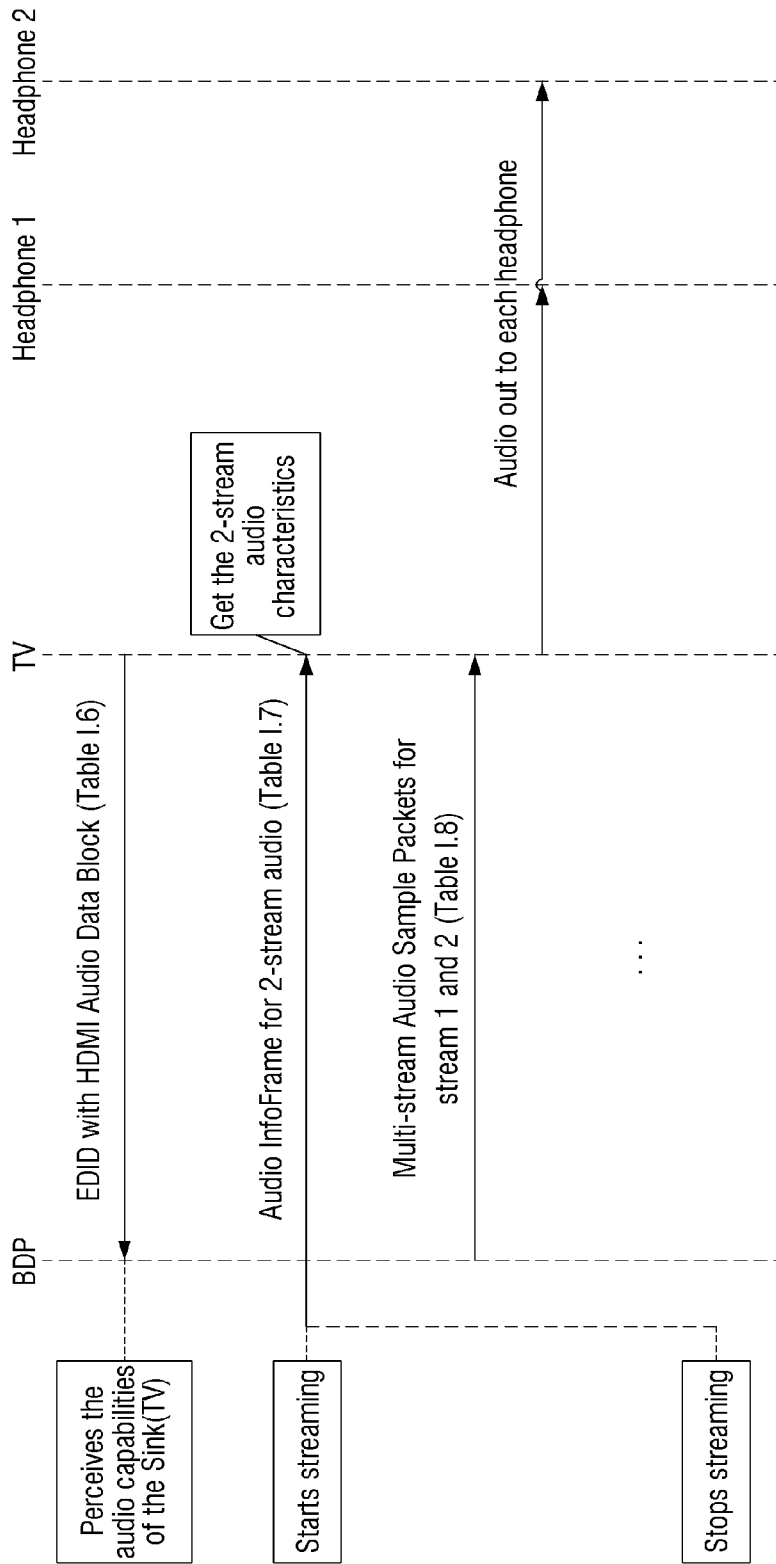 BDP
TV
Headphone 1
Headphone 2
Perceives the
audio capabilities
of the Sink(TV)
EDID with HDMI Audio Data Block (Table I.6)
Starts streaming
Audio InfoFrame for 2-stream audio (Table I.7)
Get the 2-stream
audio
characteristics
Multi-stream Audio Sample Packets for
stream 1 and 2 (Table I.8)
Audio out to each headphone
...
Stops streaming